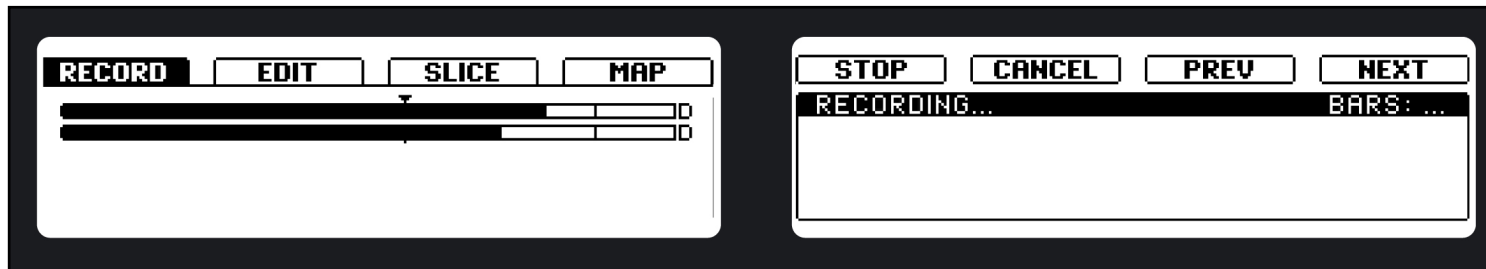 RECORD EDIT SLICE MAP
STOP CANCEL PREV NEXT
RECORDING... BARS: ...